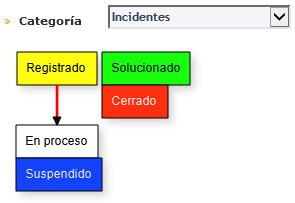 Categoría
Incidentes
Registrado
Solucionado
Cerrado
En proceso
Suspendido